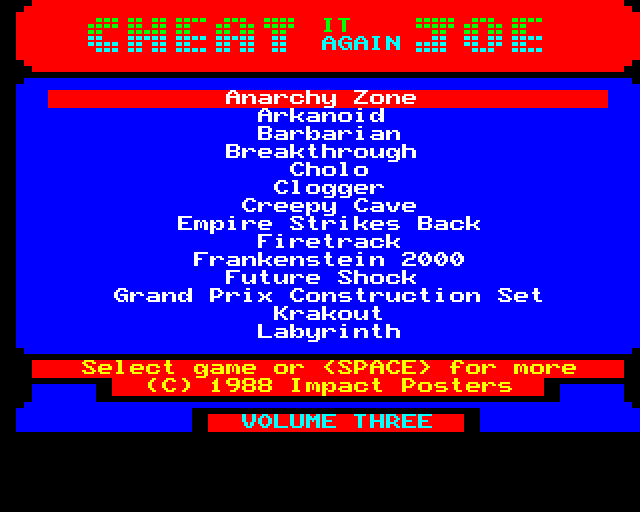 CHEAT IT AGAIN JOE
Anarchy Zone
Arkanoid
Barbarian
Breakthrough
Cholo
Clogger
Creepy Cave
Empire Strikes Back
Firetrack
Frankenstein 2000
Future Shock
Grand Prix Construction Set
Krakout
Labyrinth
Select game or <SPACE> for more
(C) 1988 Impact Posters
VOLUME THREE